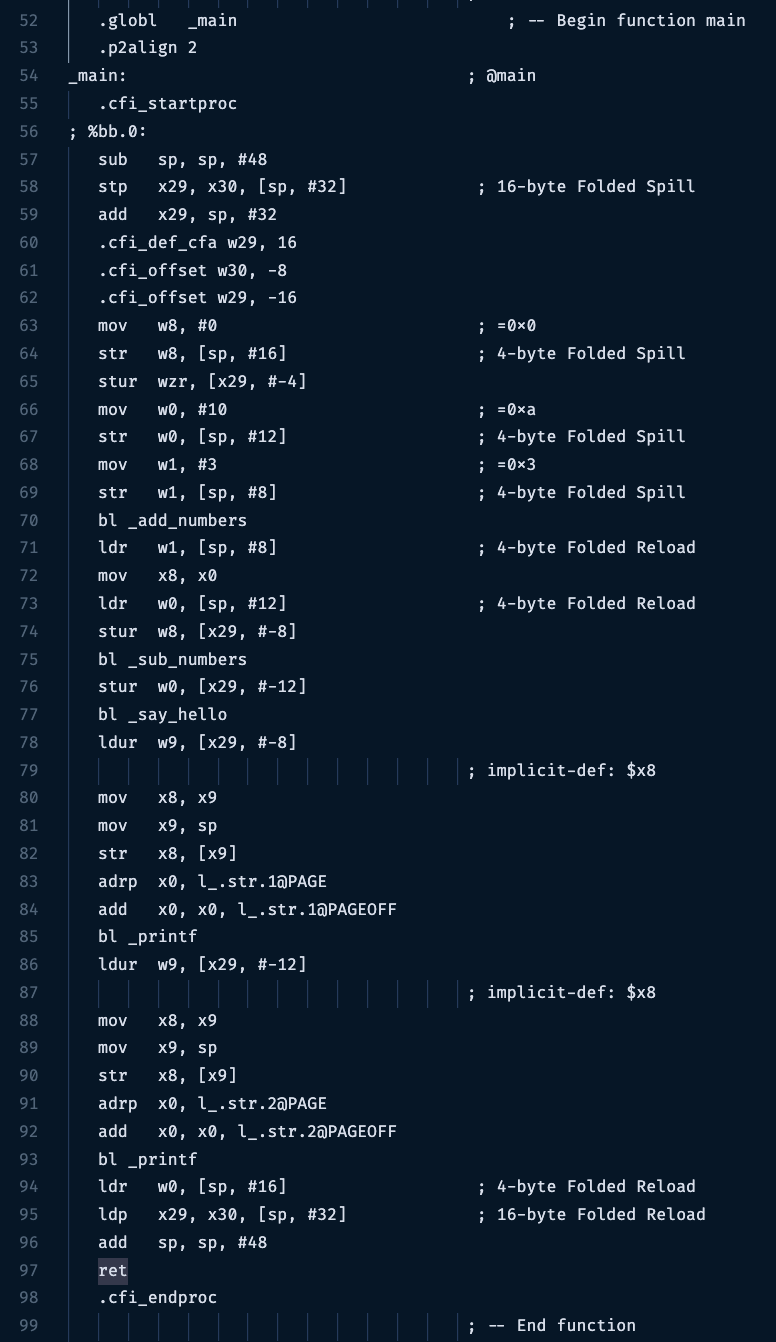 52 .globl _main ; -- Begin function main
53 .p2align 2
54 _main: ; @main
55 .cfi_startproc
56 ; %bb.0:
57 sub sp, sp, #48
58 stp x29, x30, [sp, #32] ; 16-byte Folded Spill
59 add x29, sp, #32
60 .cfi_def_cfa w29, 16
61 .cfi_offset w30, -8
62 .cfi_offset w29, -16
63 mov w8, #0 ; =0x0
64 str w8, [sp, #16] ; 4-byte Folded Spill
65 stur wzr, [x29, #-4]
66 mov w0, #10 ; =0xa
67 str w0, [sp, #12] ; 4-byte Folded Spill
68 mov w1, #3 ; =0x3
69 str w1, [sp, #8] ; 4-byte Folded Spill
70 bl _add_numbers
71 ldr w1, [sp, #8] ; 4-byte Folded Reload
72 mov x8, x0
73 ldr w0, [sp, #12] ; 4-byte Folded Reload
74 stur w8, [x29, #-8]
75 bl _sub_numbers
76 stur w0, [x29, #-12]
77 bl _say_hello
78 ldur w9, [x29, #-8]
79 ; implicit-def: $x8
80 mov x8, x9
81 mov x9, sp
82 str x8, [x9]
83 adrp x0, l_.str.1@PAGE
84 add x0, x0, l_.str.1@PAGEOFF
85 bl _printf
86 ldur w9, [x29, #-12]
87 ; implicit-def: $x8
88 mov x8, x9
89 mov x9, sp
90 str x8, [x9]
91 adrp x0, l_.str.2@PAGE
92 add x0, x0, l_.str.2@PAGEOFF
93 bl _printf
94 ldr w0, [sp, #16] ; 4-byte Folded Reload
95 ldp x29, x30, [sp, #32] ; 16-byte Folded Reload
96 add sp, sp, #48
97 ret
98 .cfi_endproc
99 ; -- End function